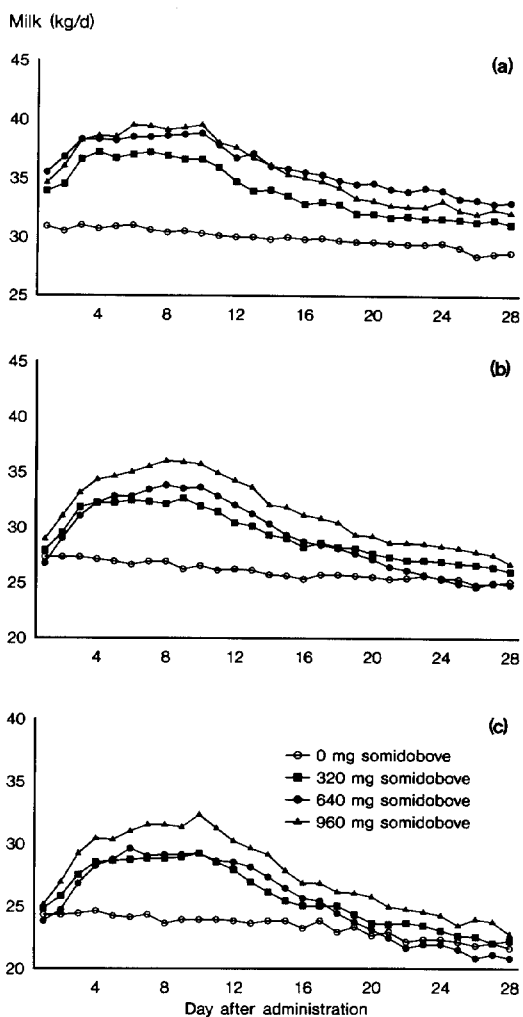 Milk (kg/d)
45
(a)
40
35
30
25
4 8 12 16 20 24 28
45
(b)
40
35
30
25
20
4 8 12 16 20 24 28
40
(c)
0 mg somidobove
35
320 mg somidobove
640 mg somidobove
960 mg somidobove
30
25
20
4 8 12 16 20 24 28
Day after administration